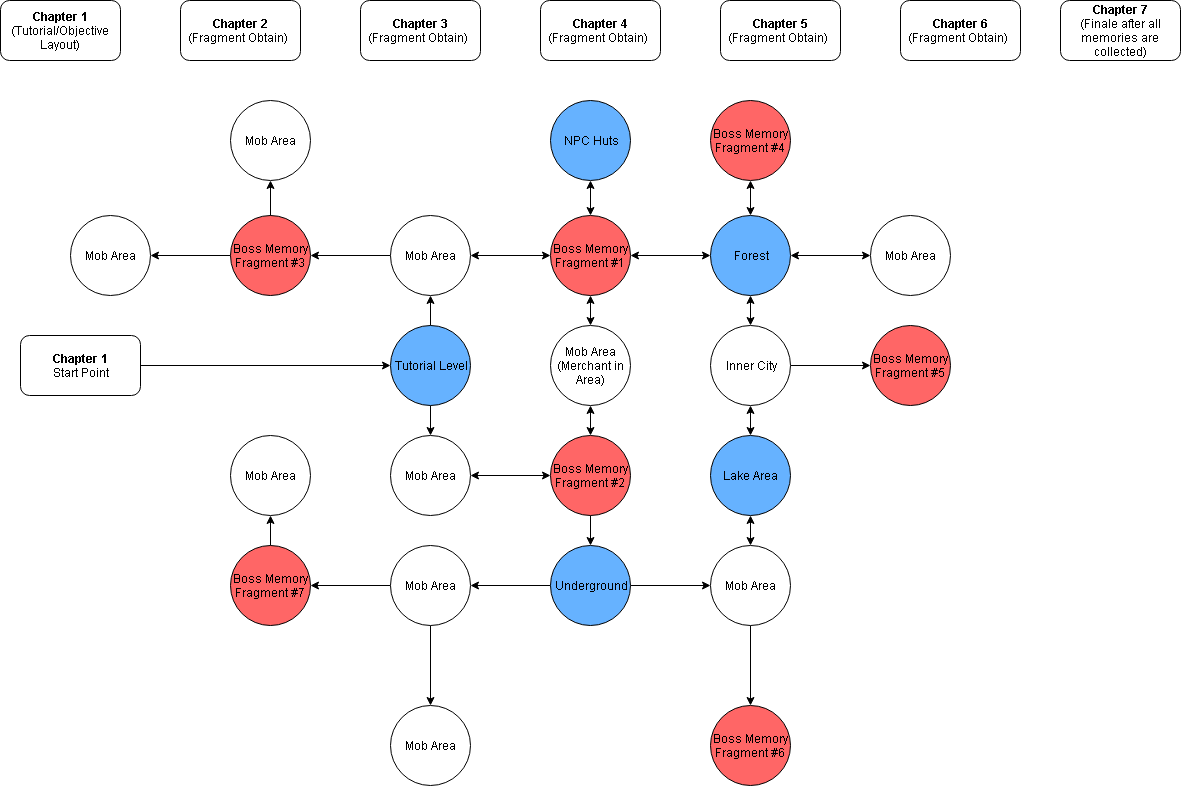 Chapter 1
(Tutorial/Objective
Layout)
Chapter 2
(Fragment Obtain)
Chapter 3
(Fragment Obtain)
Chapter 4
(Fragment Obtain)
Chapter 5
(Fragment Obtain)
Chapter 6
(Fragment Obtain)
Chapter 7
(Finale after all
memories are
collected)
Mob Area
NPC Huts
Boss Memory
Fragment #4
Mob Area
Boss Memory
Fragment #3
Mob Area
Boss Memory
Fragment #1
Forest
Mob Area
Chapter 1
Start Point
Tutorial Level
Mob Area
(Merchant in
Area)
Inner City
Boss Memory
Fragment #5
Mob Area
Mob Area
Boss Memory
Fragment #2
Lake Area
Boss Memory
Fragment #7
Mob Area
Underground
Mob Area
Mob Area
Boss Memory
Fragment #6